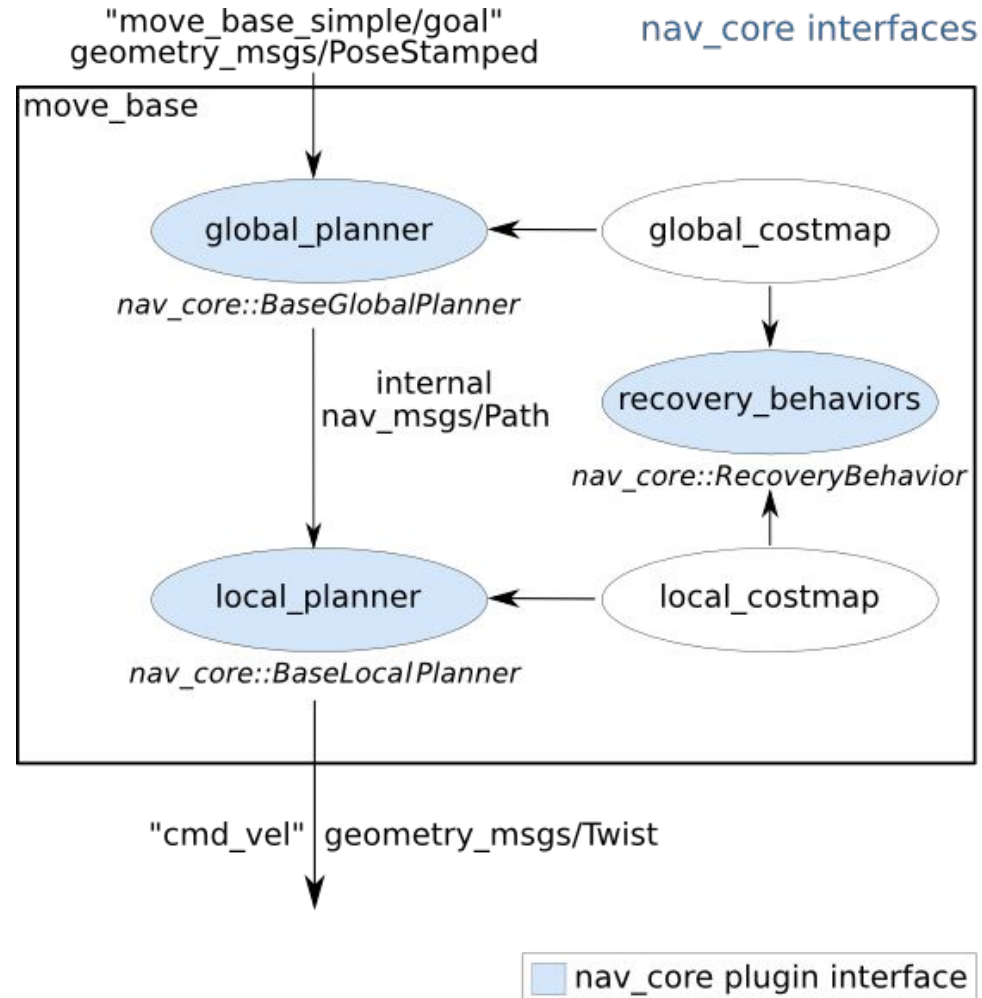 "move_base_simple/goal"
geometry_msgs/PoseStamped
nav_core interfaces
move_base
global_planner
global_costmap
nav_core::BaseGlobalPlanner
internal
nav_msgs/Path
recovery_behaviors
nav_core::RecoveryBehavior
local_planner
local_costmap
nav_core::BaseLocalPlanner
"cmd_vel" geometry_msgs/Twist
nav_core plugin interface